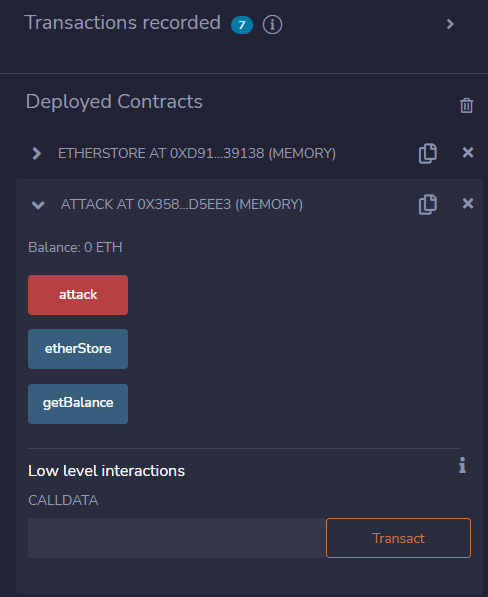 Transactions recorded 7
Deployed Contracts
ETHERSTORE AT 0XD91...39138 (MEMORY)
ATTACK AT 0X358...D5EE3 (MEMORY)
Balance: 0 ETH
attack
etherStore
getBalance
Low level interactions
CALLDATA
Transact